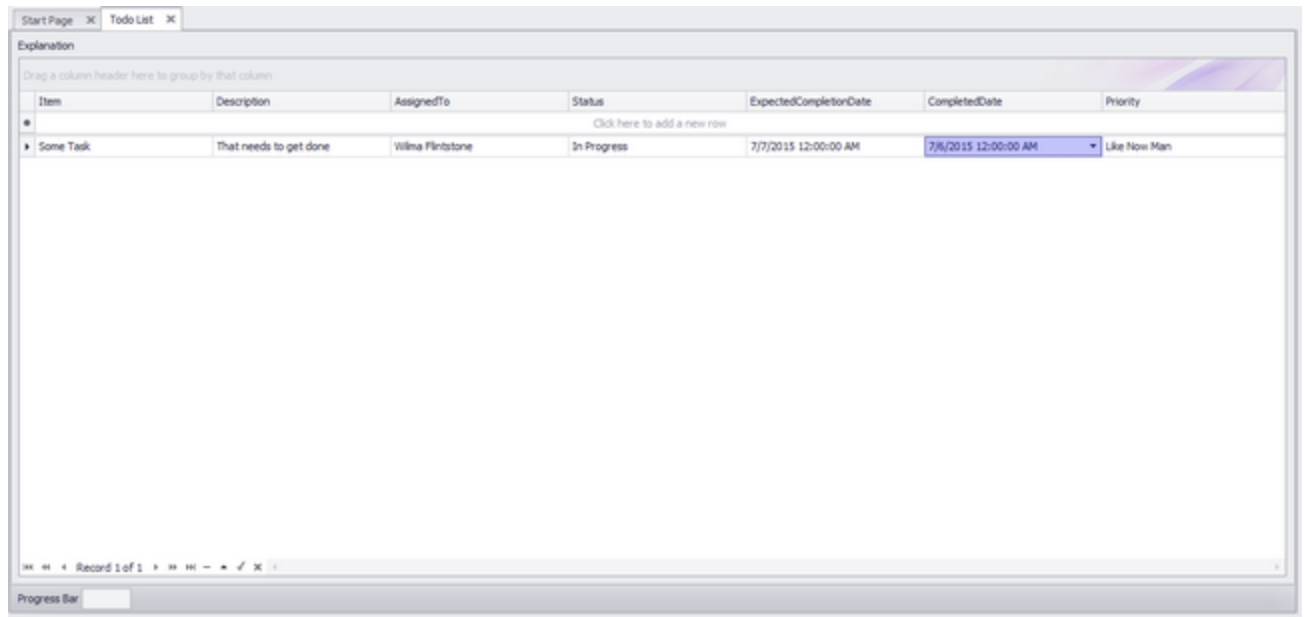 Start Page Todo List
Explanation
Drag a column header here to group by that column
Item Description AssignedTo Status ExpectedCompletionDate CompletedDate Priority
Click here to add a new row
Some Task That needs to get done Wilma Flintstone In Progress 7/7/2015 12:00:00 AM 7/6/2015 12:00:00 AM Like Now Man
Record 1 of 1
Progress Bar